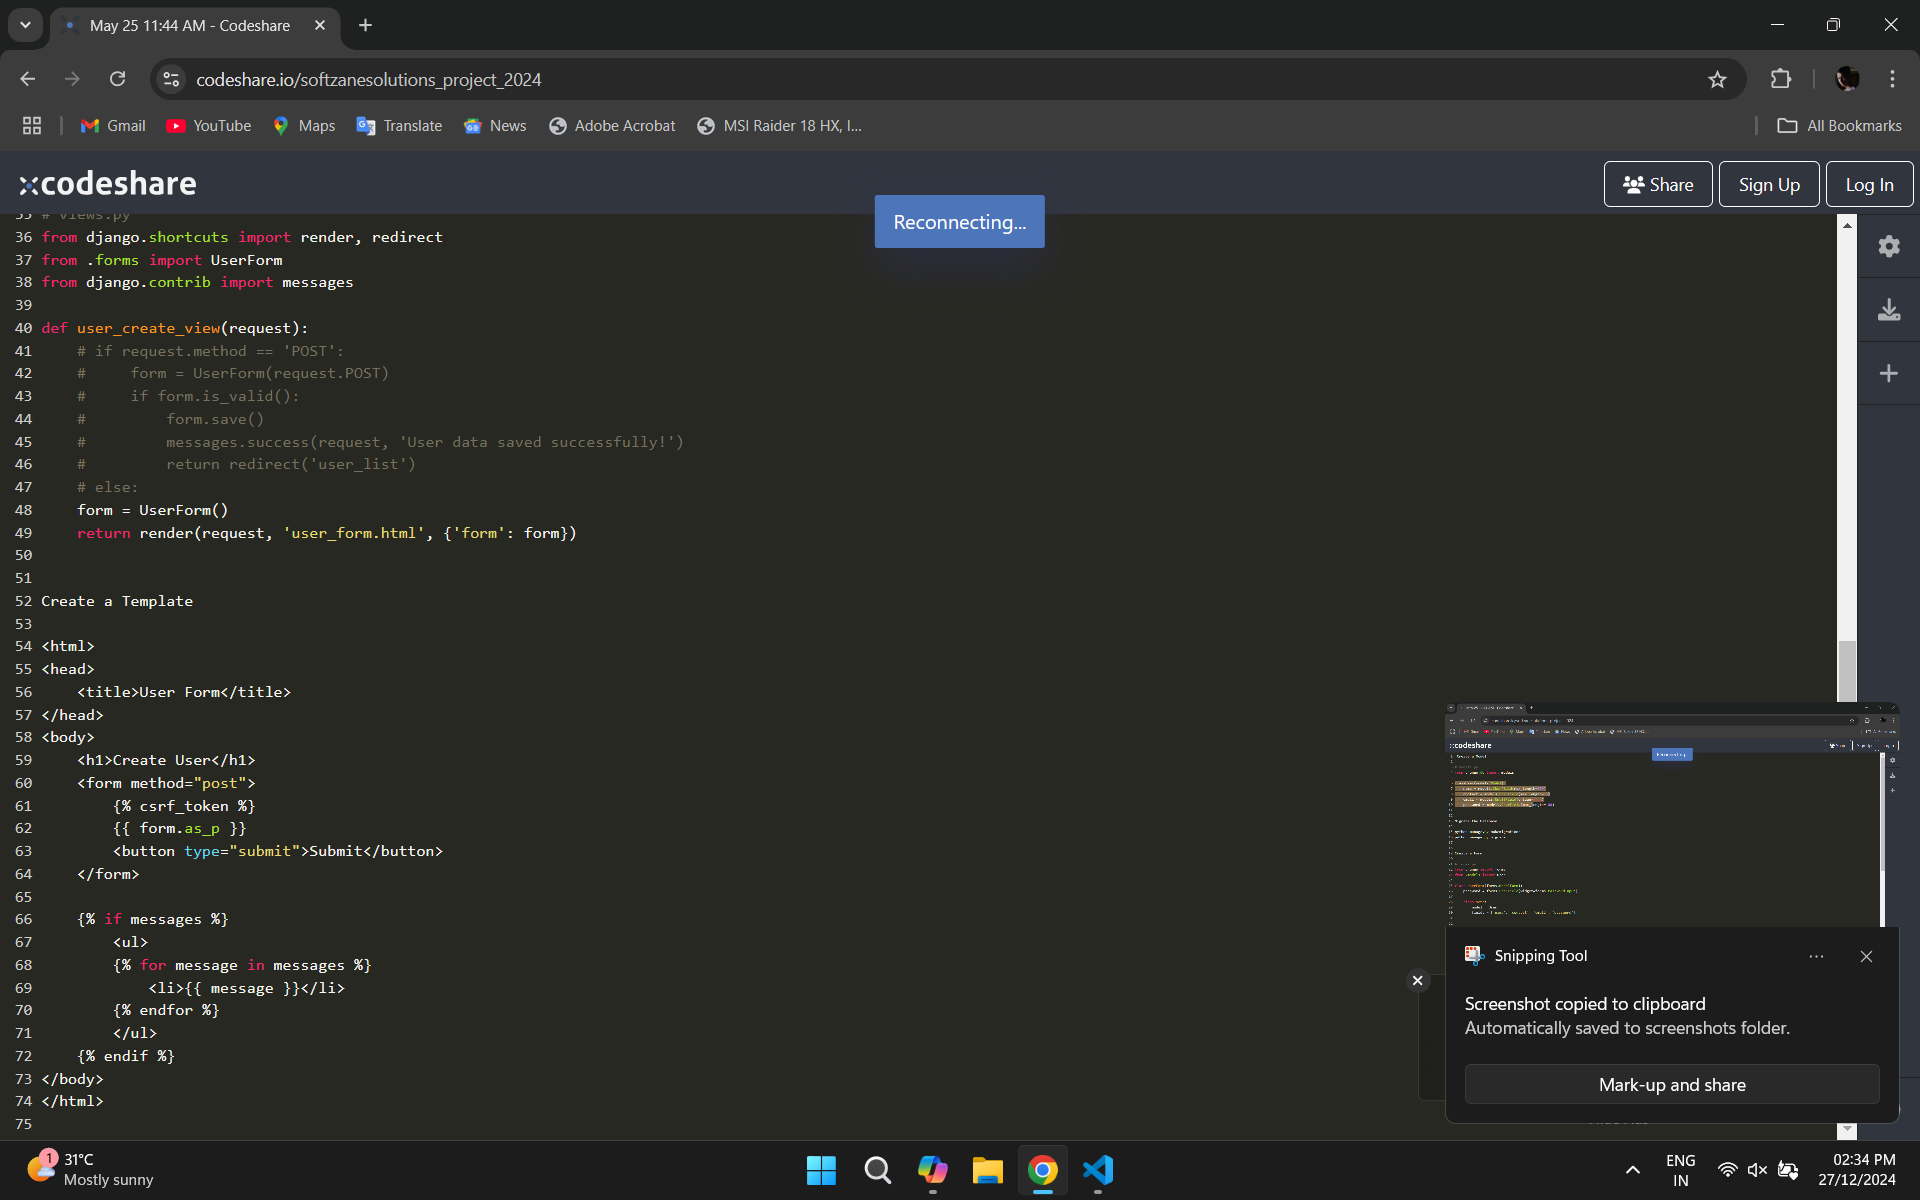 May 25 11:44 AM - Codeshare
codeshare.io/softzanesolutions_project_2024
Gmail YouTube Maps Translate News Adobe Acrobat MSI Raider 18 HX, I... All Bookmarks
codeshare
Share Sign Up Log In
Reconnecting...
35 # views.py
36 from django.shortcuts import render, redirect
37 from .forms import UserForm
38 from django.contrib import messages
39
40 def user_create_view(request):
41     # if request.method == 'POST':
42     #     form = UserForm(request.POST)
43     #     if form.is_valid():
44     #         form.save()
45     #         messages.success(request, 'User data saved successfully!')
46     #         return redirect('user_list')
47     # else:
48     form = UserForm()
49     return render(request, 'user_form.html', {'form': form})
50
51
52 Create a Template
53
54 <html>
55 <head>
56     <title>User Form</title>
57 </head>
58 <body>
59     <h1>Create User</h1>
60     <form method="post">
61         {% csrf_token %}
62         {{ form.as_p }}
63         <button type="submit">Submit</button>
64     </form>
65
66     {% if messages %}
67         <ul>
68         {% for message in messages %}
69             <li>{{ message }}</li>
70         {% endfor %}
71         </ul>
72     {% endif %}
73 </body>
74 </html>
75
codeshare
Snipping Tool
Screenshot copied to clipboard
Automatically saved to screenshots folder.
Mark-up and share
1
31°C
Mostly sunny
ENG
IN
02:34 PM
27/12/2024